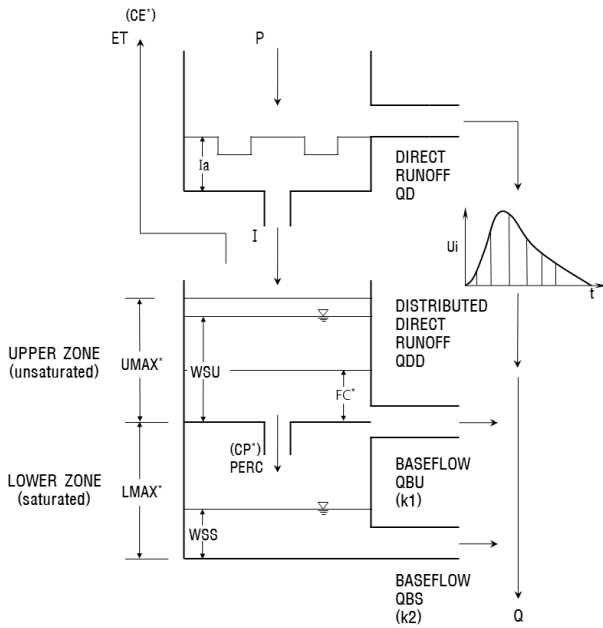 (CE*)
ET
P
Ia
DIRECT
RUNOFF
QD
I
Ui
t
DISTRIBUTED
DIRECT
RUNOFF
QDD
UPPER ZONE
(unsaturated)
UMAX*
WSU
FC*
(CP*)
PERC
LOWER ZONE
(saturated)
LMAX*
WSS
BASEFLOW
QBU
(k1)
BASEFLOW
QBS
(k2)
Q